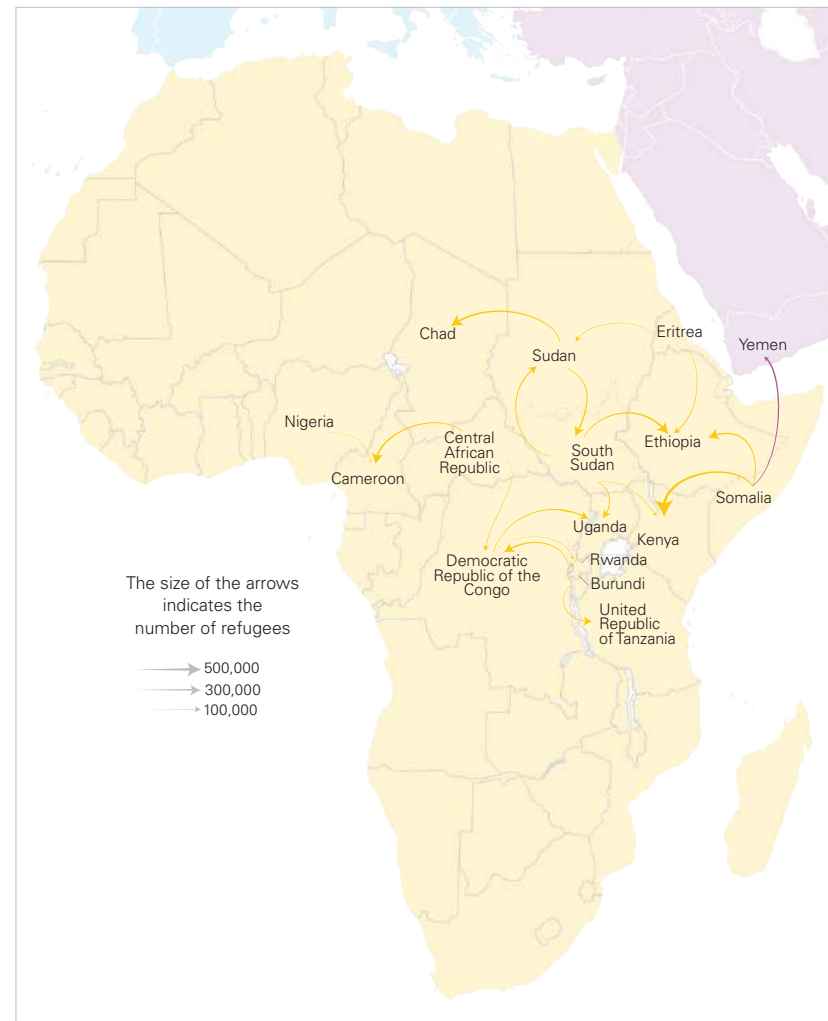 Chad
Eritrea
Yemen
Sudan
Nigeria
Central
African
Republic
South
Sudan
Ethiopia
Cameroon
Somalia
Uganda
Kenya
Democratic
Republic of the
Congo
Rwanda
Burundi
United
Republic
of Tanzania
The size of the arrows
indicates the
number of refugees
500,000
300,000
100,000